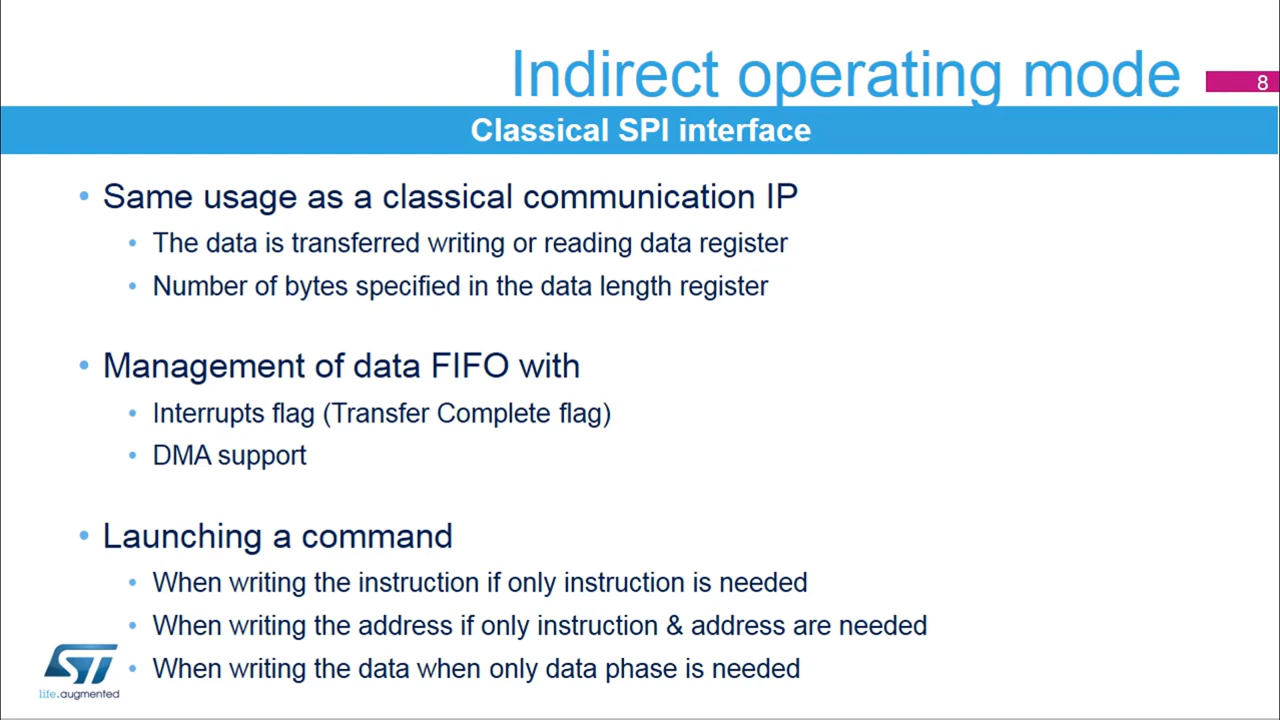 Indirect operating mode
8
Classical SPI interface
• Same usage as a classical communication IP
• The data is transferred writing or reading data register
• Number of bytes specified in the data length register
• Management of data FIFO with
• Interrupts flag (Transfer Complete flag)
• DMA support
• Launching a command
• When writing the instruction if only instruction is needed
• When writing the address if only instruction & address are needed
• When writing the data when only data phase is needed
ST
life.augmented